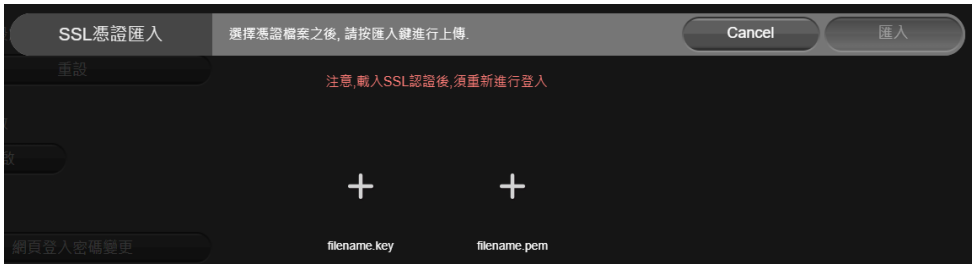 SSL憑證匯入
選擇憑證檔案之後, 請按匯入鍵進行上傳.
Cancel
匯入
重設
注意,載入SSL認證後,須重新進行登入
網頁登入密碼變更
filename.key
filename.pem